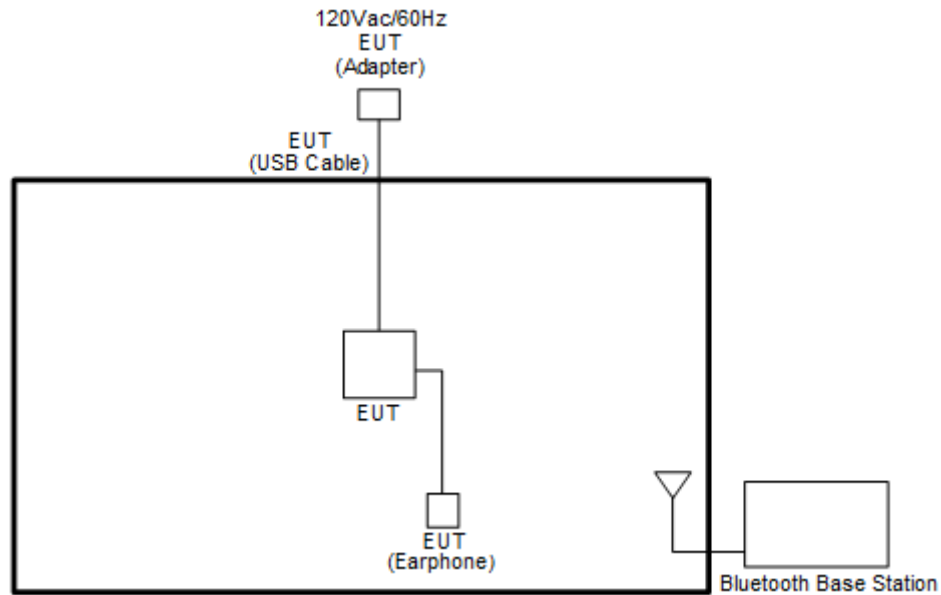 120Vac/60Hz
EUT
(Adapter)
EUT
(USB Cable)
EUT
EUT
(Earphone)
Bluetooth Base Station